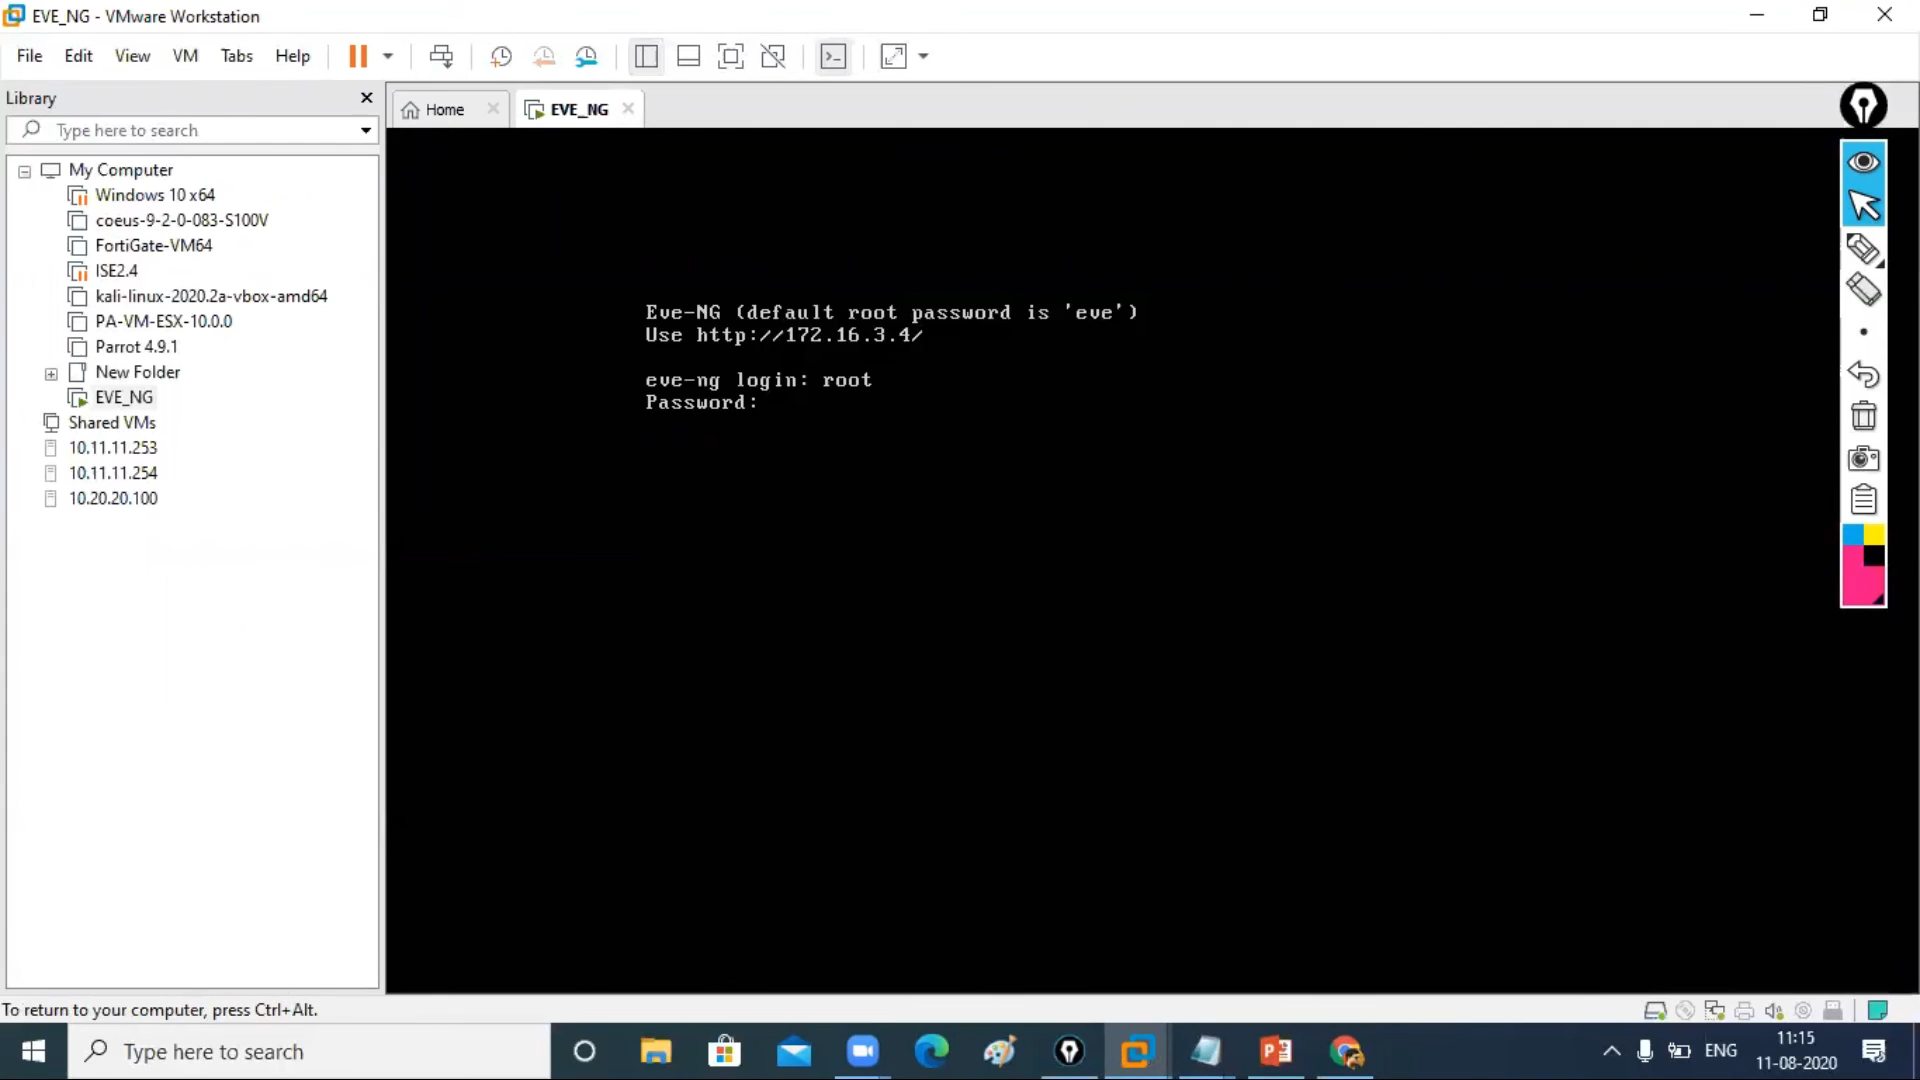 EVE_NG - VMware Workstation
File Edit View VM Tabs Help
Library
Type here to search
My Computer
Windows 10 x64
coeus-9-2-0-083-S100V
FortiGate-VM64
ISE2.4
kali-linux-2020.2a-vbox-amd64
PA-VM-ESX-10.0.0
Parrot 4.9.1
New Folder
EVE_NG
Shared VMs
10.11.11.253
10.11.11.254
10.20.20.100
Home
EVE_NG
Eve-NG (default root password is 'eve')
Use http://172.16.3.4/
eve-ng login: root
Password:
To return to your computer, press Ctrl+Alt.
Type here to search
ENG
11:15
11-08-2020